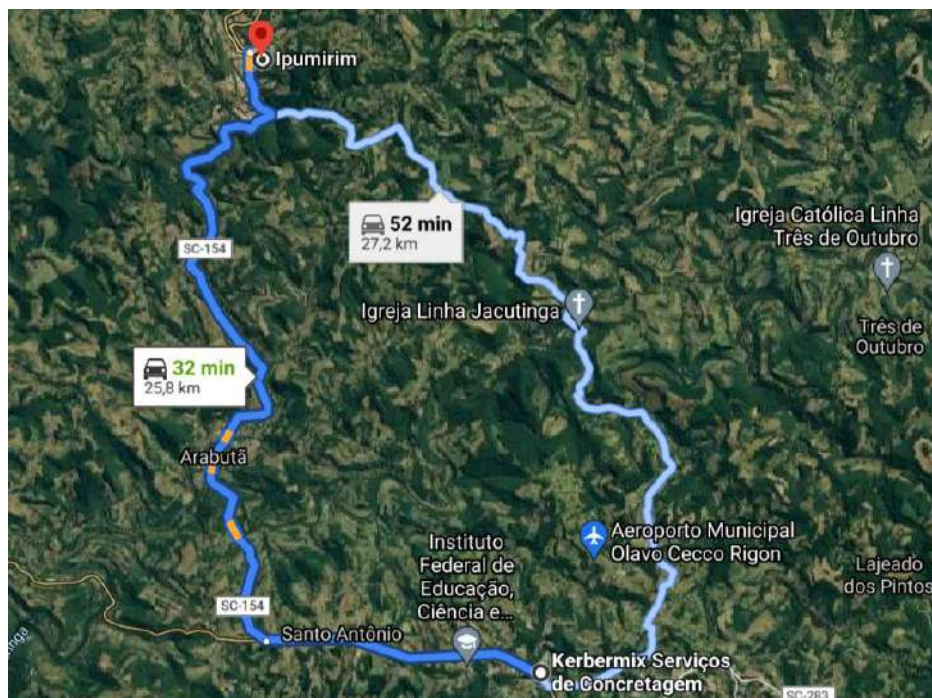 Ipumirim
52 min
27,2 km
Igreja Católica Linha
Três de Outubro
SC-154
Igreja Linha Jacutinga
Três de
Outubro
32 min
25,8 km
Arabutã
Aeroporto Municipal
Olavo Cecco Rigon
Instituto
Federal de
Educação,
Ciência e...
Lajeado
dos Pintos
SC-154
Santo Antônio
Kerbermix Serviços
de Concretagem
SC-283